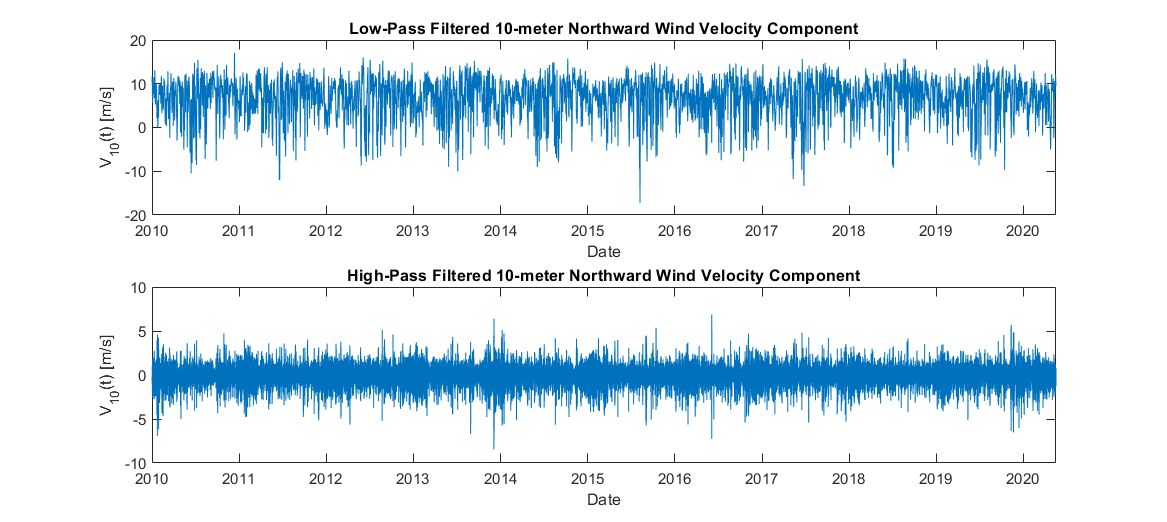 Low-Pass Filtered 10-meter Northward Wind Velocity Component
20
10
0
-10
-20
V10(t) [m/s]
2010 2011 2012 2013 2014 2015 2016 2017 2018 2019 2020
Date
High-Pass Filtered 10-meter Northward Wind Velocity Component
10
5
0
-5
-10
V10(t) [m/s]
2010 2011 2012 2013 2014 2015 2016 2017 2018 2019 2020
Date